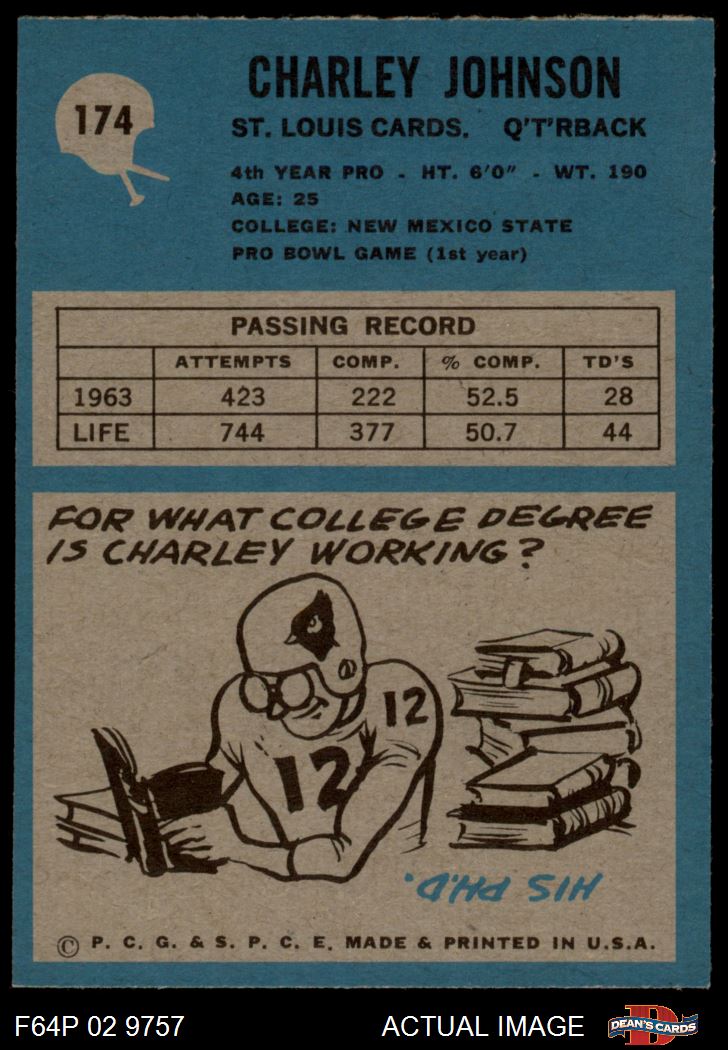 174
CHARLEY JOHNSON
ST. LOUIS CARDS. Q'T'RBACK
4th YEAR PRO - HT. 6'0" - WT. 190
AGE: 25
COLLEGE: NEW MEXICO STATE
PRO BOWL GAME (1st year)
PASSING RECORD
ATTEMPTS COMP. % COMP. TD'S
1963 423 222 52.5 28
LIFE 744 377 50.7 44
FOR WHAT COLLEGE DEGREE
IS CHARLEY WORKING?
12
12
HIS PH.D.
© P. C. G. & S. P. C. E. MADE & PRINTED IN U.S.A.
F64P 02 9757 ACTUAL IMAGE
D
DEAN'S CARDS